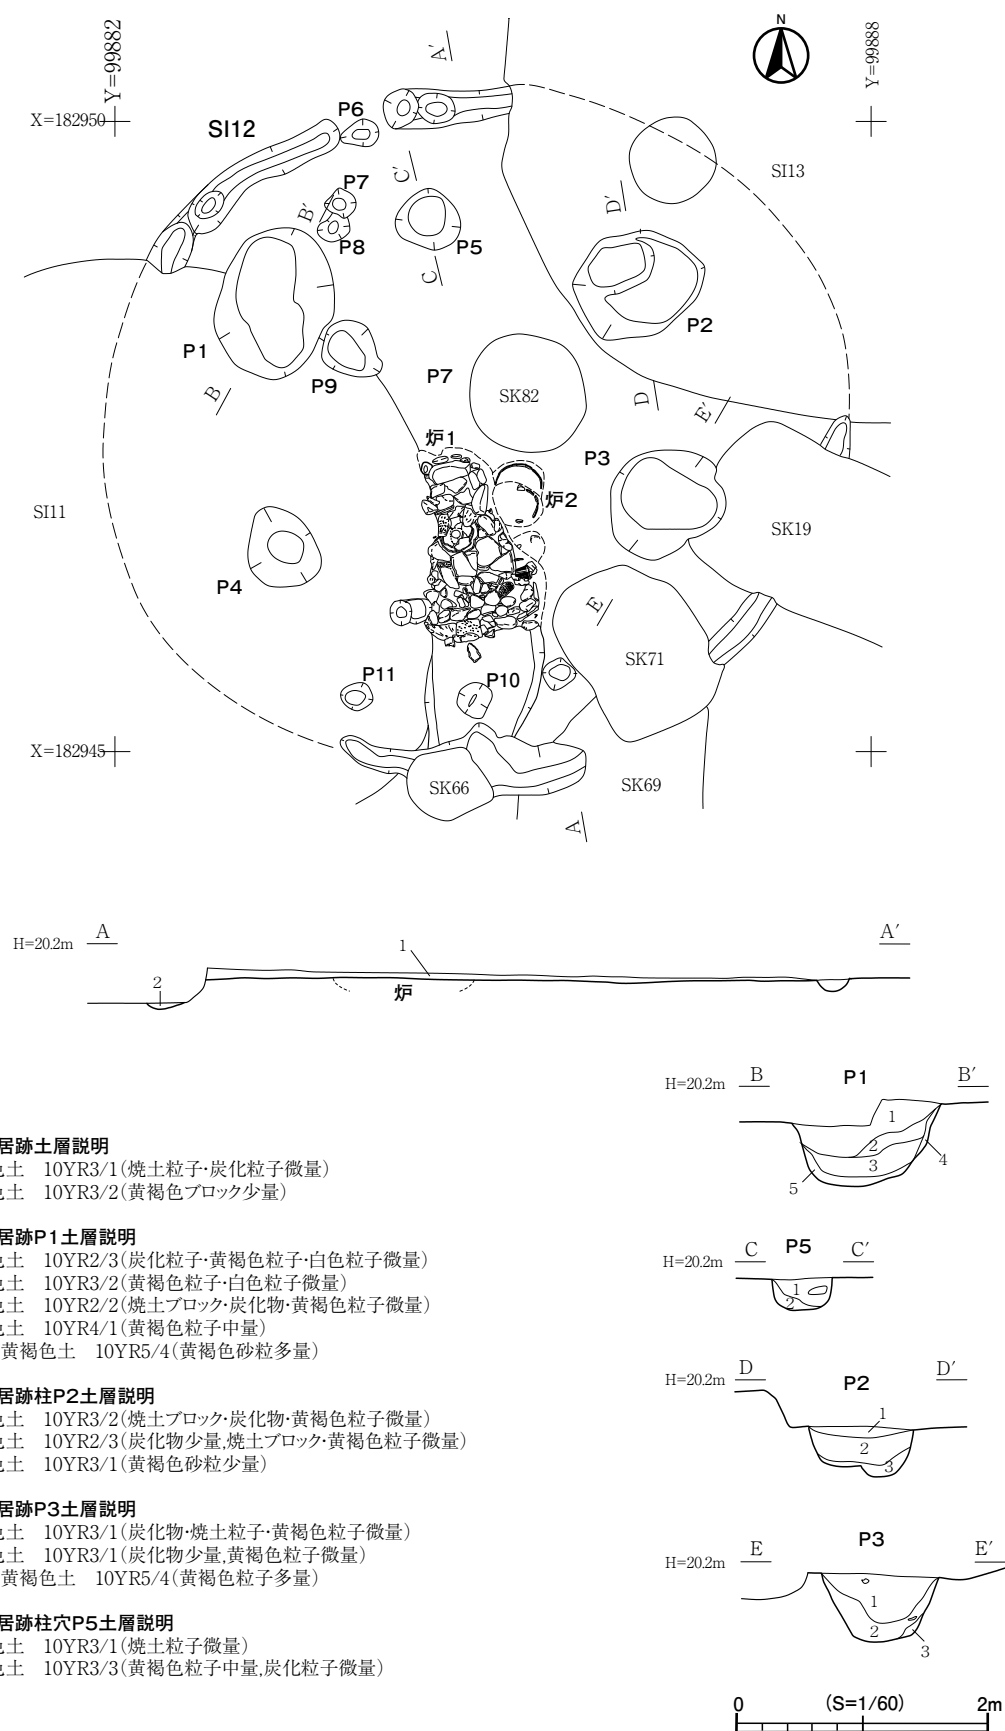 Y=99882
A′
N
Y=99888
X=182950
SI12
P6
SI13
C′
P7
B′
D′
P8
P5
C
P2
P1
P9
B
P7
SK82
D
E′
炉1
P3
炉2
SI11
SK19
P4
E
SK71
P11
P10
X=182945
SK66
SK69
A
H=20.2m A A′
1
2
炉
H=20.2m B P1 B′
1
2
3
4
5
H=20.2m C P5 C′
1
2
H=20.2m D P2 D′
1
2
3
H=20.2m E P3 E′
1
2
3
居跡土層説明
色土 10YR3/1(焼土粒子・炭化粒子微量)
色土 10YR3/2(黄褐色ブロック少量)
居跡P1土層説明
色土 10YR2/3(炭化粒子・黄褐色粒子・白色粒子微量)
色土 10YR3/2(黄褐色粒子・白色粒子微量)
色土 10YR2/2(焼土ブロック・炭化物・黄褐色粒子微量)
色土 10YR4/1(黄褐色粒子中量)
黄褐色土 10YR5/4(黄褐色砂粒多量)
居跡柱P2土層説明
色土 10YR3/2(焼土ブロック・炭化物・黄褐色粒子微量)
色土 10YR2/3(炭化物少量,焼土ブロック・黄褐色粒子微量)
色土 10YR3/1(黄褐色砂粒少量)
居跡P3土層説明
色土 10YR3/1(炭化物・焼土粒子・黄褐色粒子微量)
色土 10YR3/1(炭化物少量,黄褐色粒子微量)
黄褐色土 10YR5/4(黄褐色粒子多量)
居跡柱穴P5土層説明
色土 10YR3/1(焼土粒子微量)
色土 10YR3/3(黄褐色粒子中量,炭化粒子微量)
0 (S=1/60) 2m